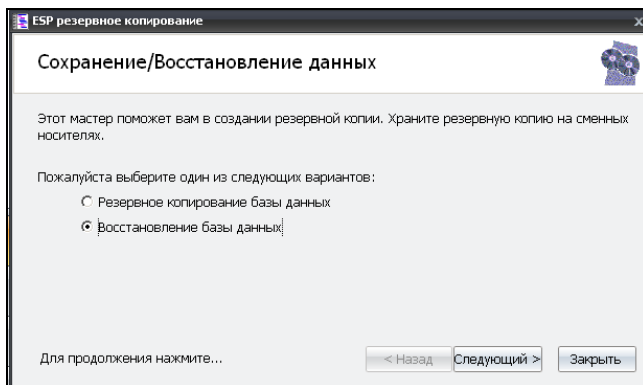 ESP резервное копирование
Сохранение/Восстановление данных
Этот мастер поможет вам в создании резервной копии. Храните резервную копию на сменных
носителях.
Пожалуйста выберите один из следующих вариантов:
Резервное копирование базы данных
Восстановление базы данных
Для продолжения нажмите...
< Назад
Следующий >
Закрыть